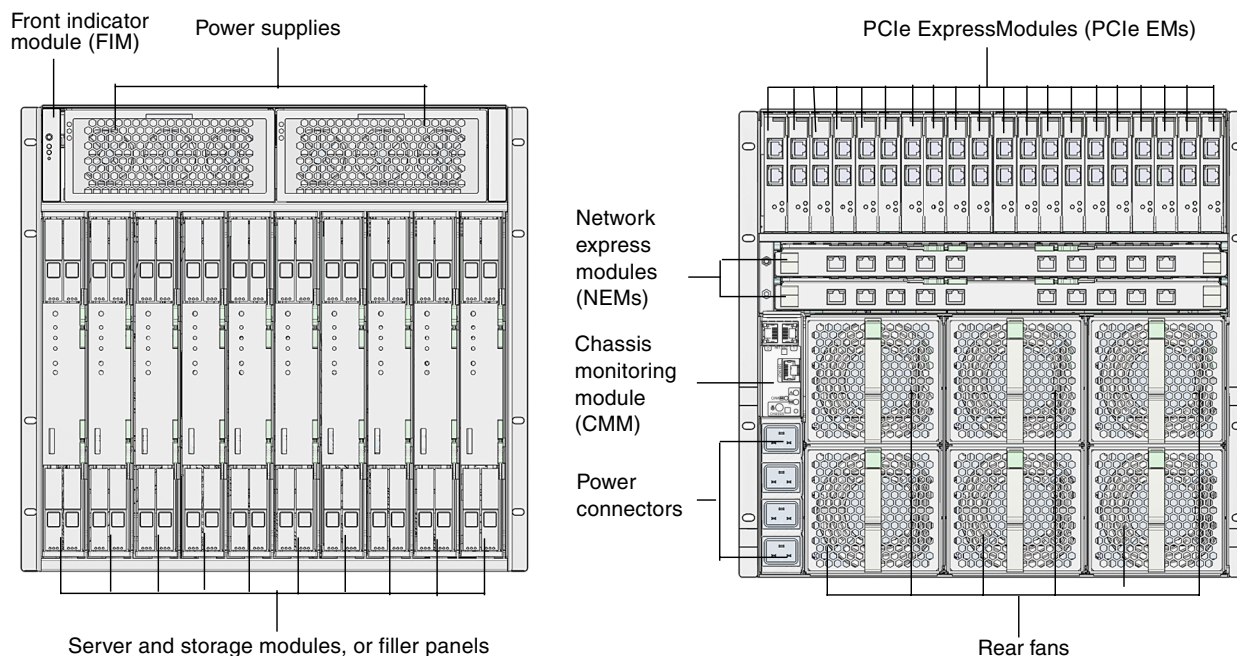 Front indicator
module (FIM)
Power supplies
Server and storage modules, or filler panels
PCIe ExpressModules (PCIe EMs)
Network
express
modules
(NEMs)
Chassis
monitoring
module
(CMM)
Power
connectors
Rear fans